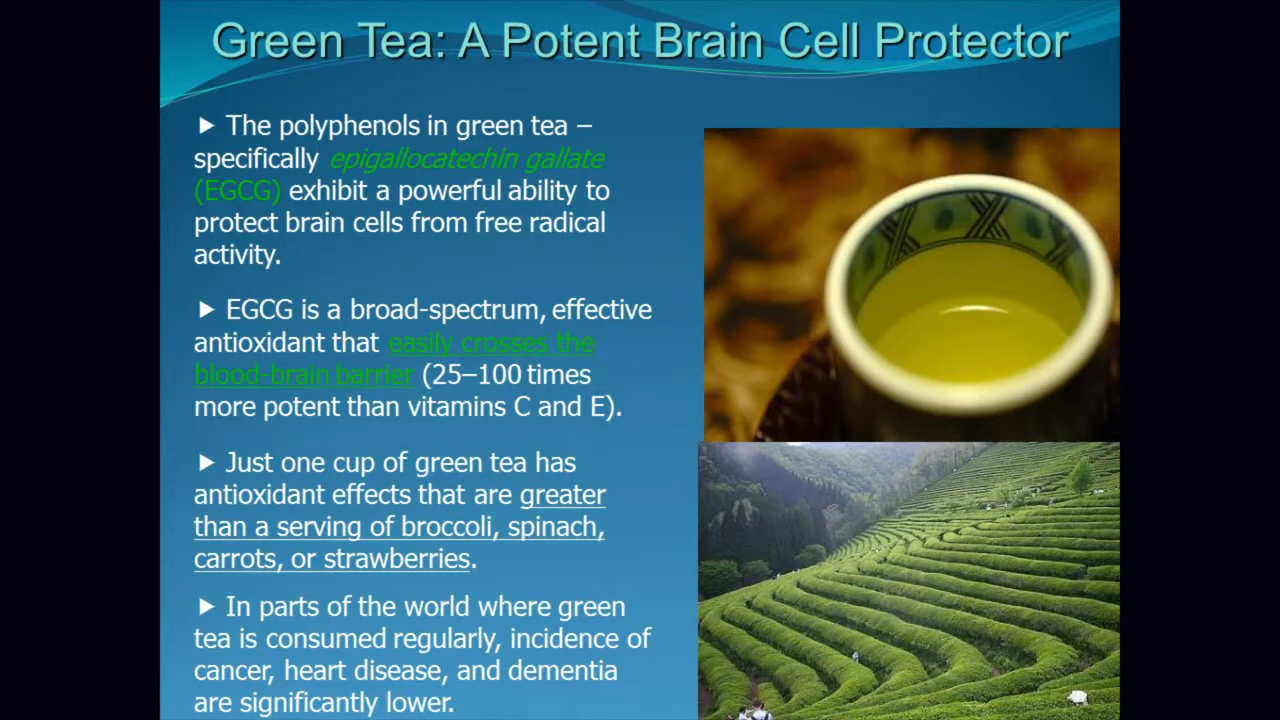 Green Tea: A Potent Brain Cell Protector
▶ The polyphenols in green tea –
specifically epigallocatechin gallate
(EGCG) exhibit a powerful ability to
protect brain cells from free radical
activity.
▶ EGCG is a broad-spectrum, effective
antioxidant that easily crosses the
blood-brain barrier (25–100 times
more potent than vitamins C and E).
▶ Just one cup of green tea has
antioxidant effects that are greater
than a serving of broccoli, spinach,
carrots, or strawberries.
▶ In parts of the world where green
tea is consumed regularly, incidence of
cancer, heart disease, and dementia
are significantly lower.